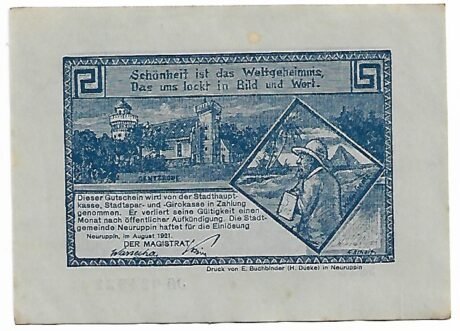 Schönheit ist das Weltgeheimnis,
Das uns lockt in Bild und Wort.
GENTZRODE
Dieser Gutschein wird von der Stadthaupt-
kasse, Stadtspar- und -Girokasse in Zahlung
genommen. Er verliert seine Gültigkeit einen
Monat nach öffentlicher Aufkündigung. Die Stadt-
gemeinde Neuruppin haftet für die Einlösung
Neuruppin, im August 1921.
DER MAGISTRAT
Druck von E. Buchbinder (H. Duske) in Neuruppin